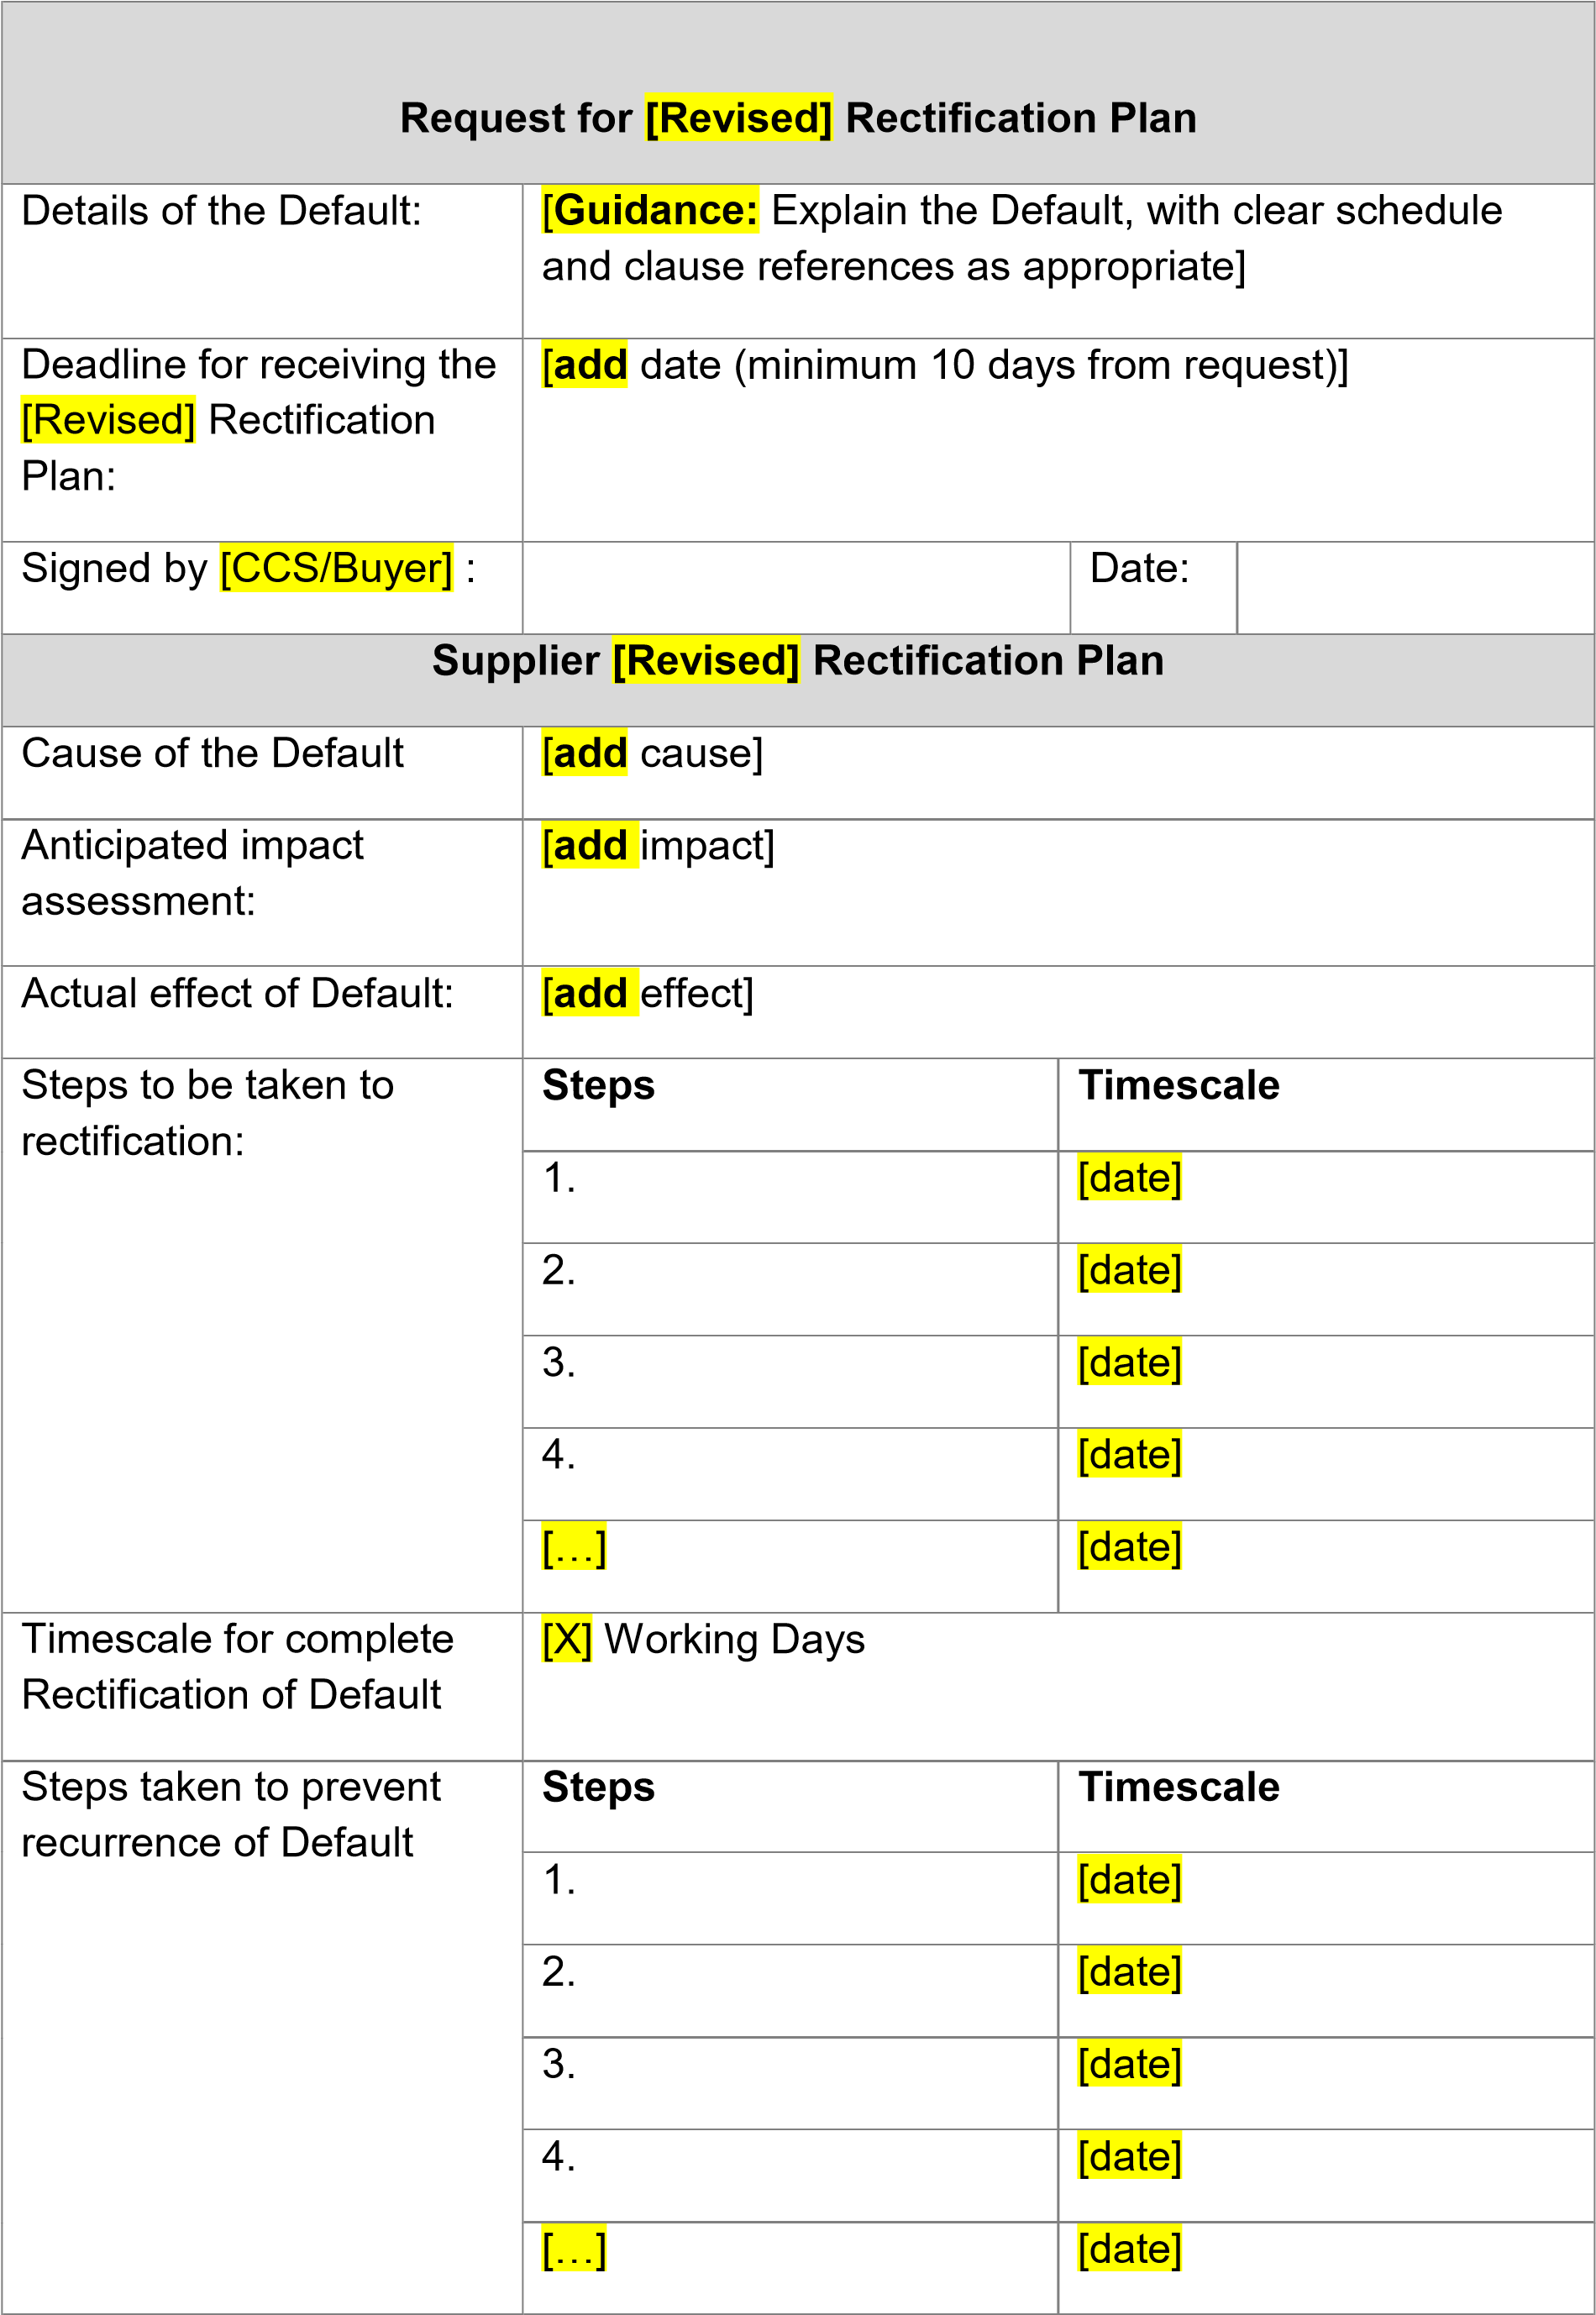 Request for [Revised] Rectification Plan
Details of the Default:
[Guidance: Explain the Default, with clear schedule
and clause references as appropriate]
Deadline for receiving the
[Revised] Rectification
Plan:
[add date (minimum 10 days from request)]
Signed by [CCS/Buyer] :
Date:
Supplier [Revised] Rectification Plan
Cause of the Default
[add cause]
Anticipated impact
assessment:
[add impact]
Actual effect of Default:
[add effect]
Steps to be taken to
rectification:
Steps Timescale
1. [date]
2. [date]
3. [date]
4. [date]
[…] [date]
Timescale for complete
Rectification of Default
[X] Working Days
Steps taken to prevent
recurrence of Default
Steps Timescale
1. [date]
2. [date]
3. [date]
4. [date]
[…] [date]